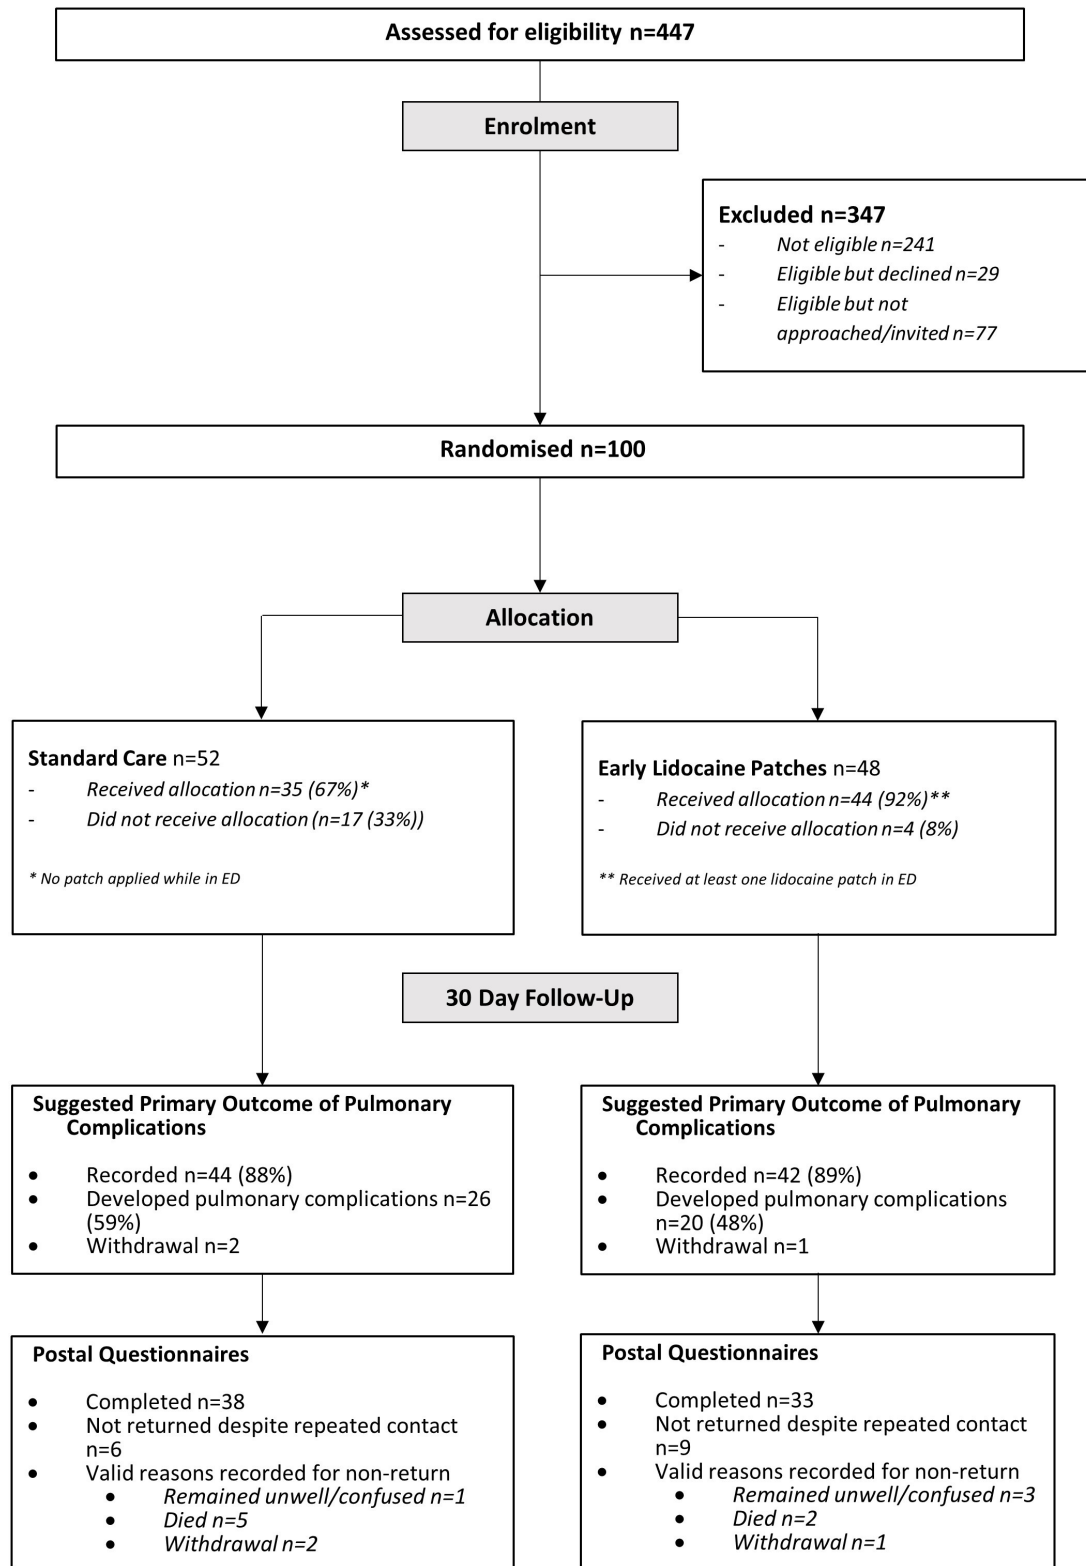 Assessed for eligibility n=447
Enrolment
Excluded n=347
- Not eligible n=241
- Eligible but declined n=29
- Eligible but not
approached/invited n=77
Randomised n=100
Allocation
Standard Care n=52
- Received allocation n=35 (67%)*
- Did not receive allocation (n=17 (33%))
* No patch applied while in ED
Early Lidocaine Patches n=48
- Received allocation n=44 (92%)**
- Did not receive allocation n=4 (8%)
** Received at least one lidocaine patch in ED
30 Day Follow-Up
Suggested Primary Outcome of Pulmonary
Complications
• Recorded n=44 (88%)
• Developed pulmonary complications n=26
(59%)
• Withdrawal n=2
Suggested Primary Outcome of Pulmonary
Complications
• Recorded n=42 (89%)
• Developed pulmonary complications
n=20 (48%)
• Withdrawal n=1
Postal Questionnaires
• Completed n=38
• Not returned despite repeated contact
n=6
• Valid reasons recorded for non-return
• Remained unwell/confused n=1
• Died n=5
• Withdrawal n=2
Postal Questionnaires
• Completed n=33
• Not returned despite repeated contact
n=9
• Valid reasons recorded for non-return
• Remained unwell/confused n=3
• Died n=2
• Withdrawal n=1